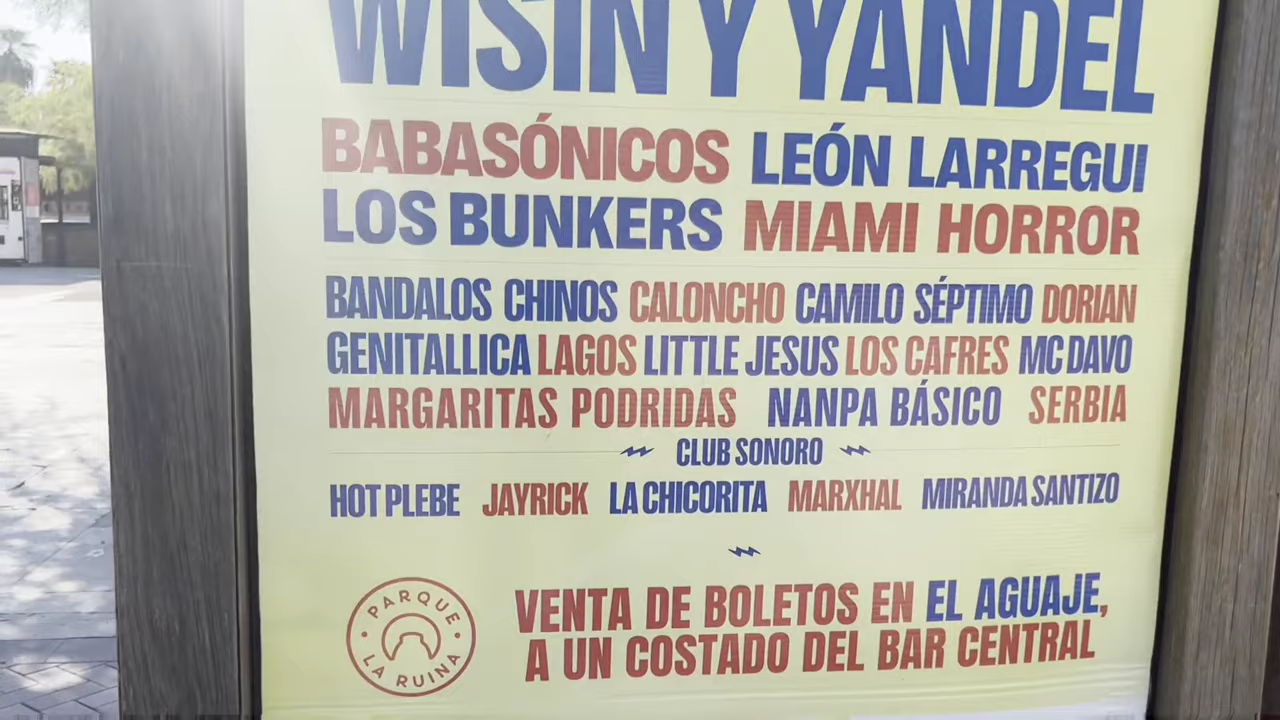 WISIN Y YANDEL
BABASÓNICOS LEÓN LARREGUI
LOS BUNKERS MIAMI HORROR
BANDALOS CHINOS CALONCHO CAMILO SÉPTIMO DORIAN
GENITALLICA LAGOS LITTLE JESUS LOS CAFRES MC DAVO
MARGARITAS PODRIDAS NANPA BÁSICO SERBIA
CLUB SONORO
HOT PLEBE JAYRICK LA CHICORITA MARXHAL MIRANDA SANTIZO
PARQUE
LA RUINA
VENTA DE BOLETOS EN EL AGUAJE,
A UN COSTADO DEL BAR CENTRAL